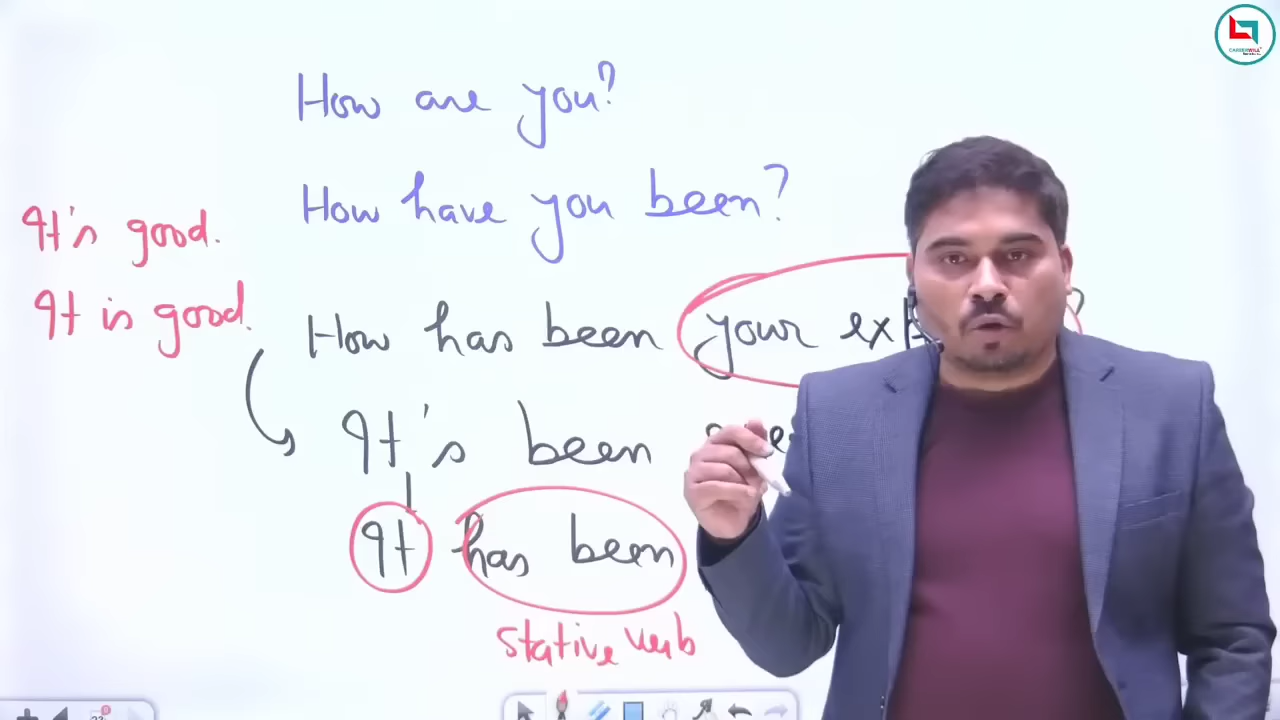 How are you?
How have you been?
It's good.
It is good.
How has been your
It's been
It has been
stative verb
CAREERWILL